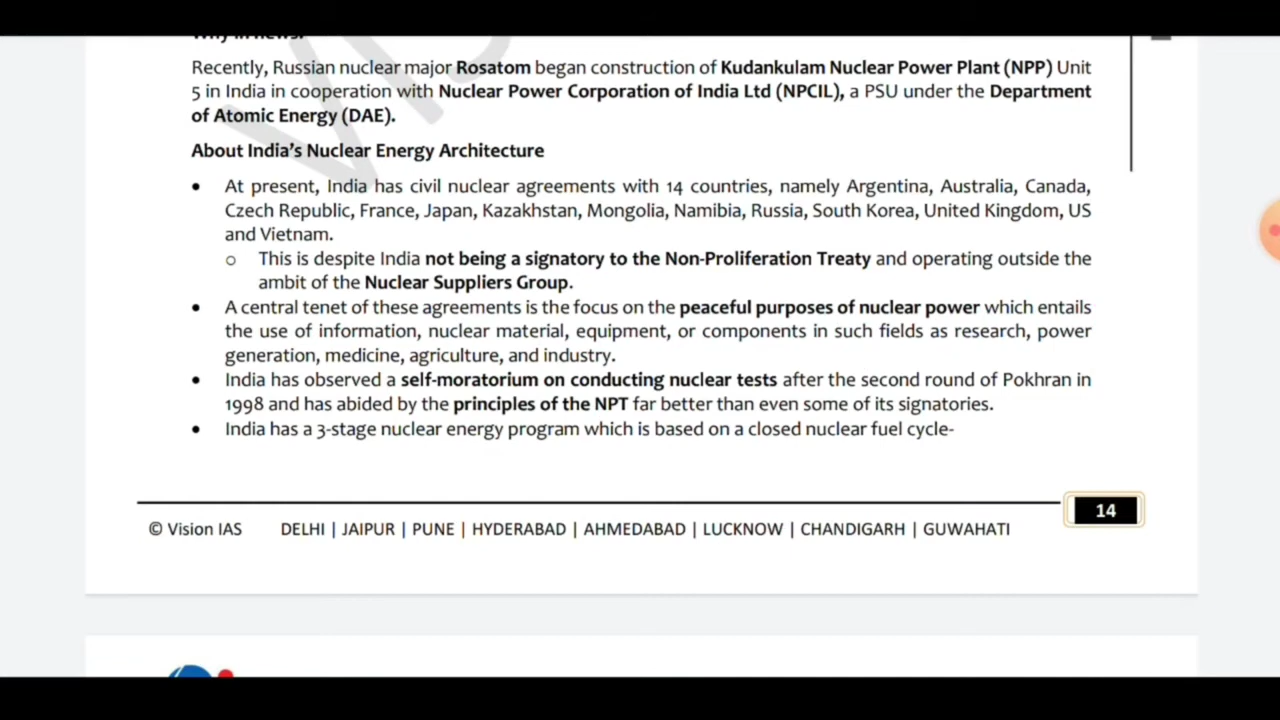 Why in news?
Recently, Russian nuclear major Rosatom began construction of Kudankulam Nuclear Power Plant (NPP) Unit
5 in India in cooperation with Nuclear Power Corporation of India Ltd (NPCIL), a PSU under the Department
of Atomic Energy (DAE).
About India's Nuclear Energy Architecture
• At present, India has civil nuclear agreements with 14 countries, namely Argentina, Australia, Canada,
Czech Republic, France, Japan, Kazakhstan, Mongolia, Namibia, Russia, South Korea, United Kingdom, US
and Vietnam.
o This is despite India not being a signatory to the Non-Proliferation Treaty and operating outside the
ambit of the Nuclear Suppliers Group.
• A central tenet of these agreements is the focus on the peaceful purposes of nuclear power which entails
the use of information, nuclear material, equipment, or components in such fields as research, power
generation, medicine, agriculture, and industry.
• India has observed a self-moratorium on conducting nuclear tests after the second round of Pokhran in
1998 and has abided by the principles of the NPT far better than even some of its signatories.
• India has a 3-stage nuclear energy program which is based on a closed nuclear fuel cycle-
14
© Vision IAS DELHI | JAIPUR | PUNE | HYDERABAD | AHMEDABAD | LUCKNOW | CHANDIGARH | GUWAHATI